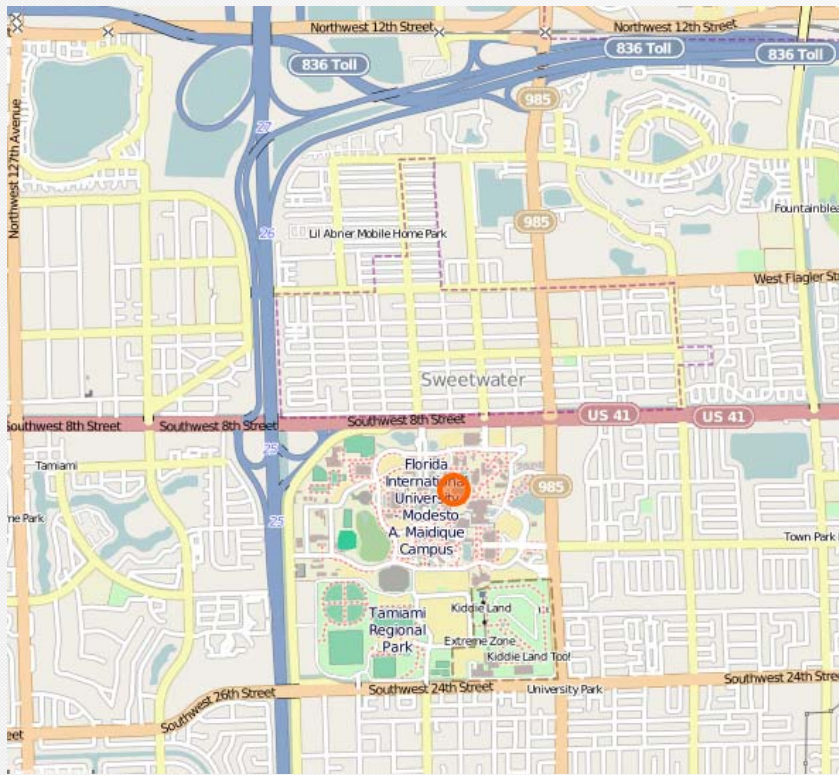 Northwest 12th Street
Northwest 12th Street
836 Toll
836 Toll
836 Toll
985
Northwest 127th Avenue
27
985
26
Lil Abner Mobile Home Park
Fountainblea
West Flagler Str
Sweetwater
US 41
US 41
Southwest 8th Street
Southwest 8th Street
Southwest 8th Street
25
Tamiami
Florida
International
University
- Modesto
A. Maidique
Campus
985
25
me Park
Town Park
Kiddie Land
Tamiami
Regional
Park
Extreme Zone
Kiddie Land Too!
Southwest 24th Street
Southwest 24th Stre
Southwest 26th Street
University Park
eet